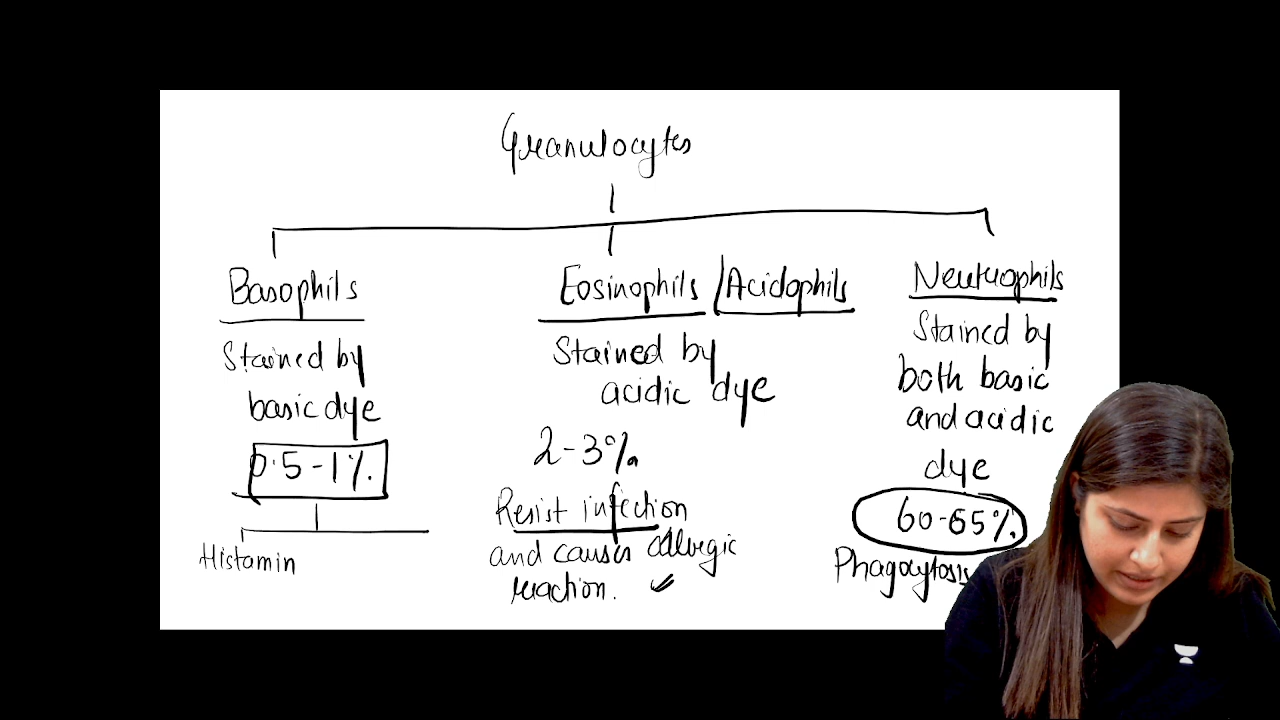 Granulocytes
Basophils
Stained by
basic dye
0.5-1%.
Histamin
Eosinophils / Acidophils
Stained by
acidic dye
2-3%
Resist infection
and causes allergic
reaction.
Neutrophils
Stained by
both basic
and acidic
dye
60-65%.
Phagocytosis